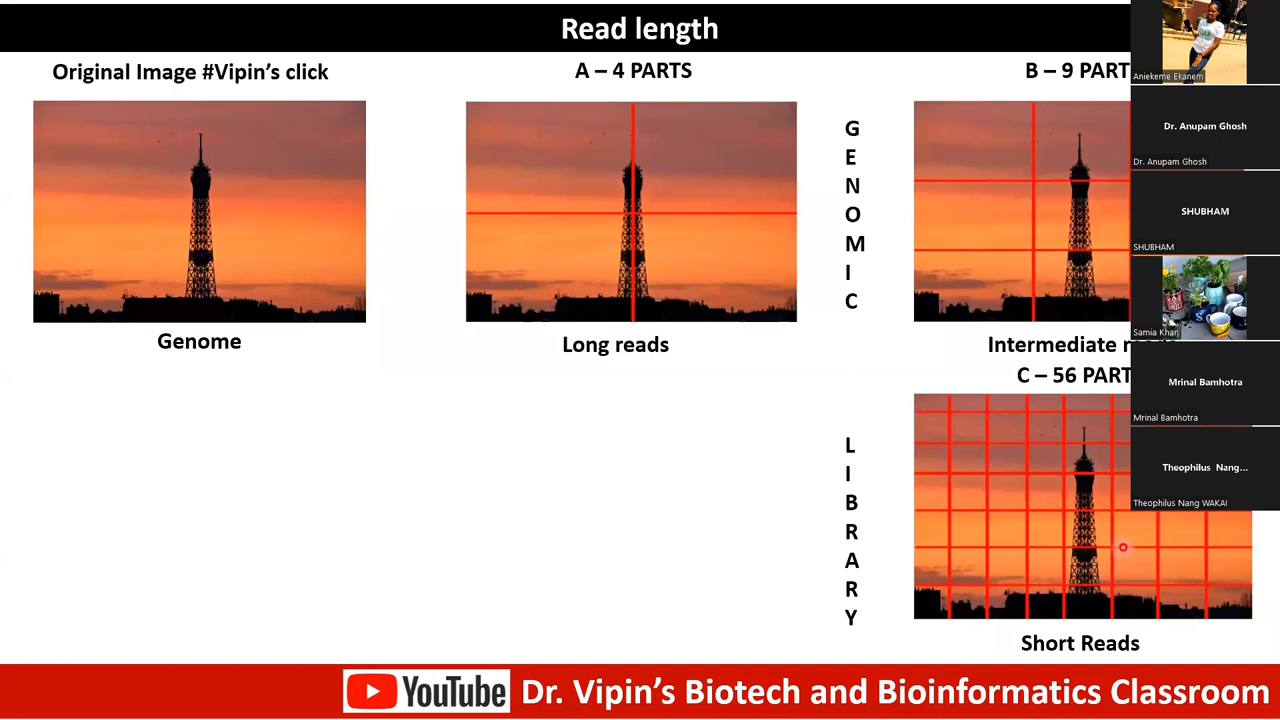 Read length
Original Image #Vipin's click
A – 4 PARTS
B – 9 PART
Genome
Long reads
Intermediate
G
E
N
O
M
I
C
C – 56 PART
L
I
B
R
A
R
Y
Short Reads
Aniekeme Ekanem
Dr. Anupam Ghosh
Dr. Anupam Ghosh
SHUBHAM
SHUBHAM
Samia Khan
Mrinal Bamhotra
Mrinal Bamhotra
Theophilus Nang...
Theophilus Nang WAKAI
YouTube Dr. Vipin's Biotech and Bioinformatics Classroom